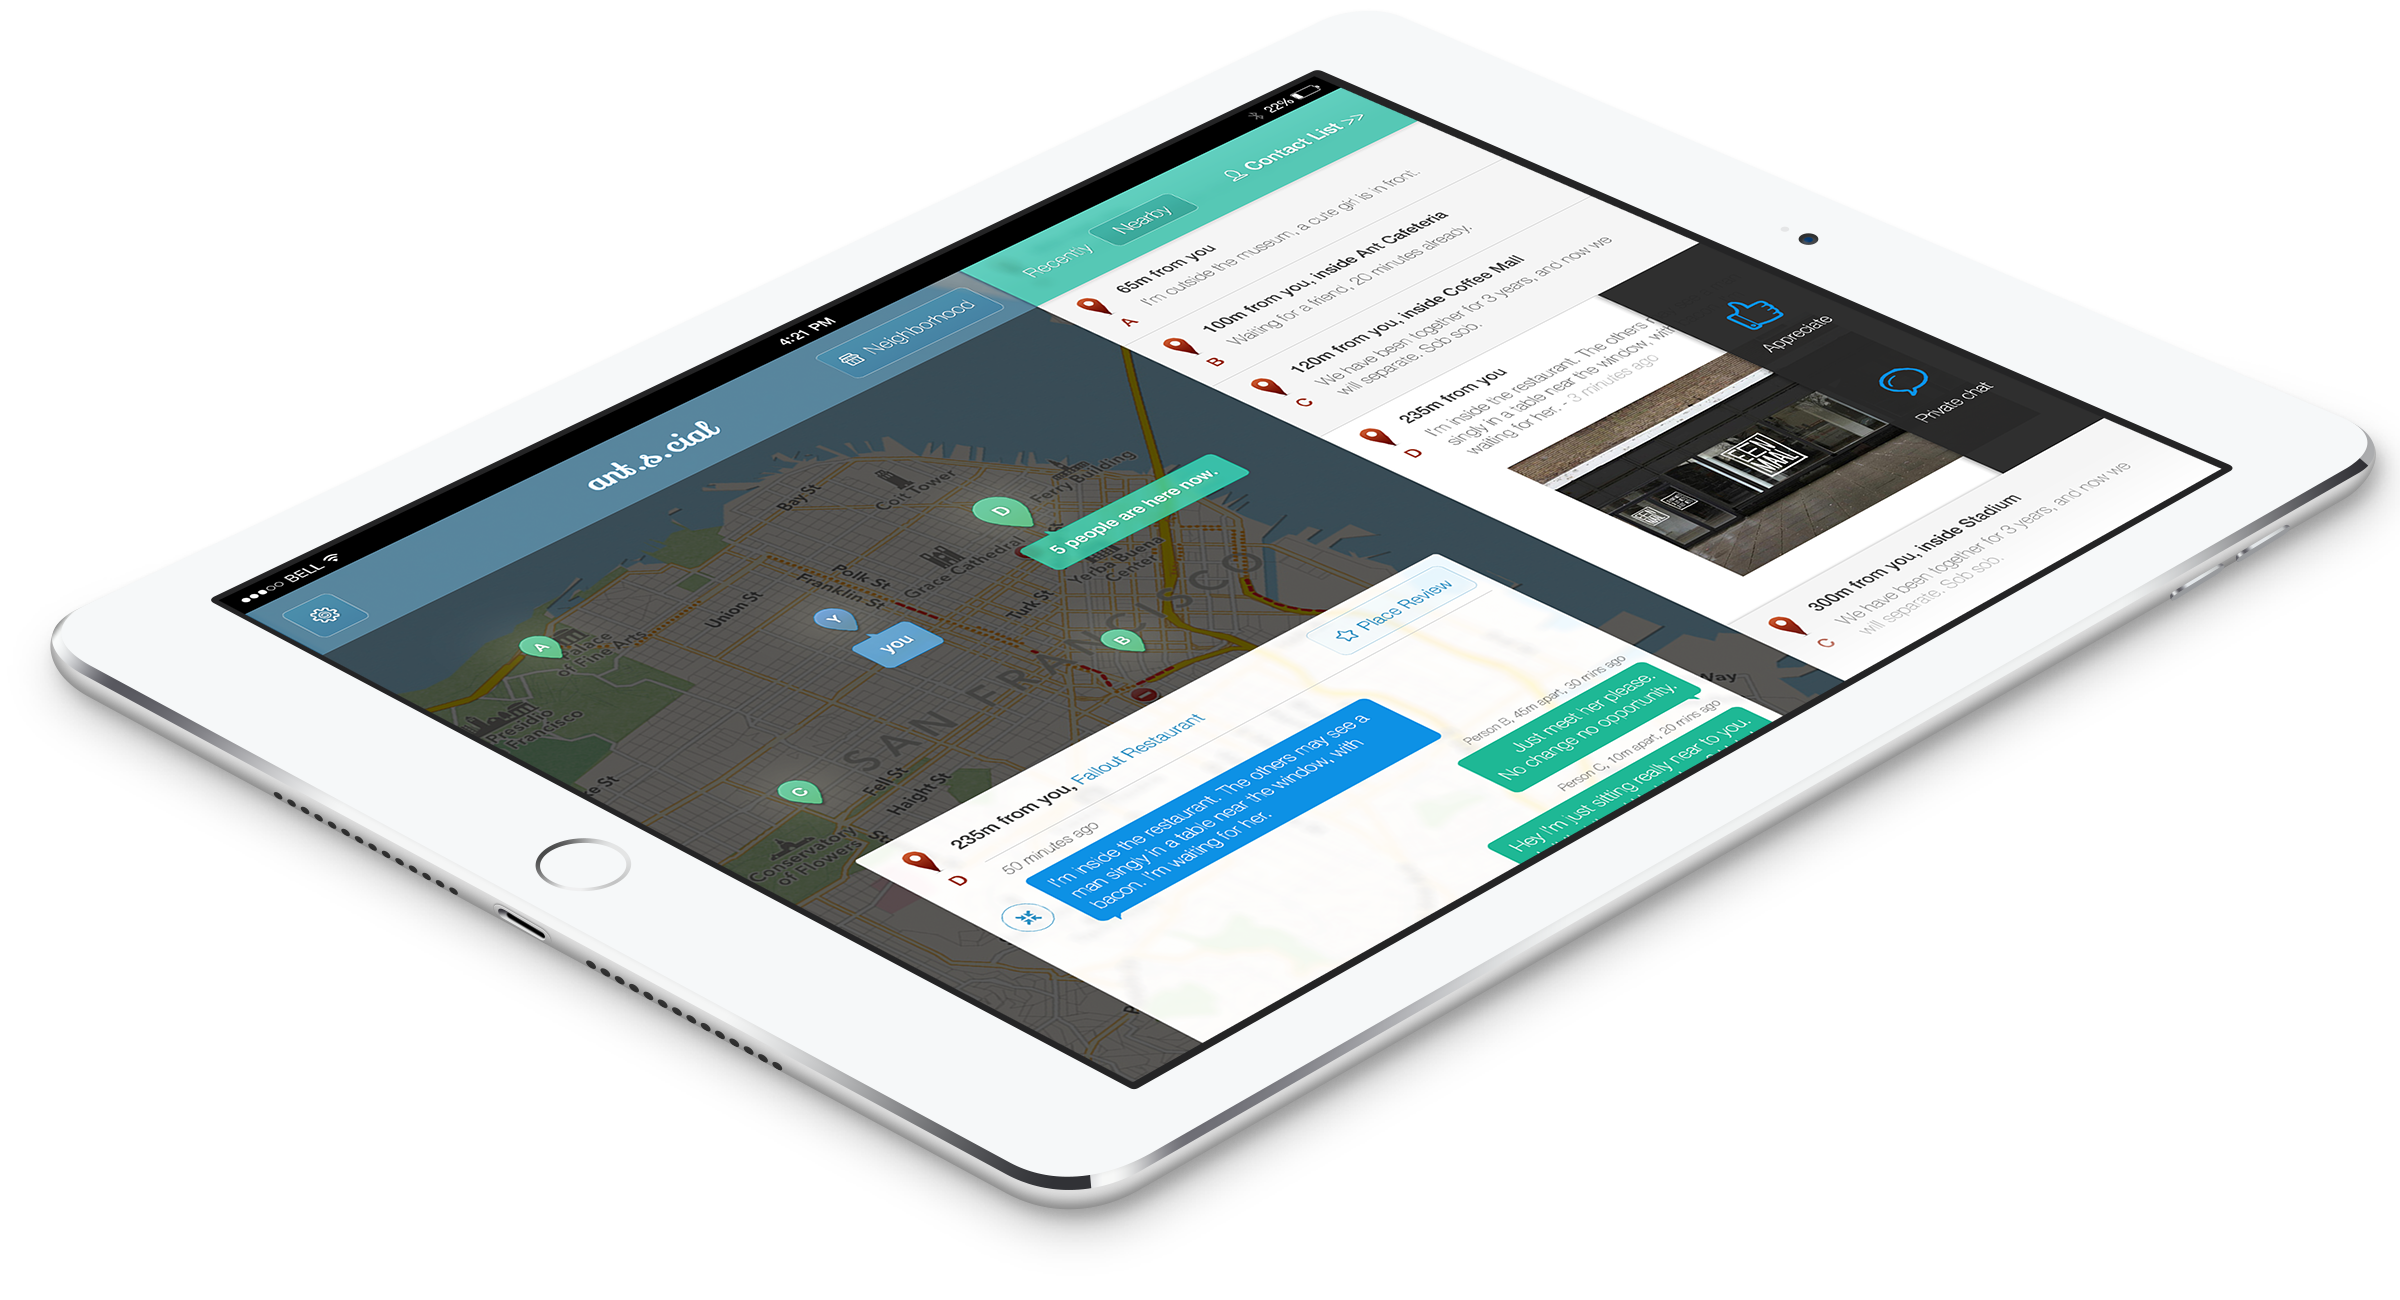 BELL
4:21 PM
22%
ant.s.cial
Neighborhood
Recently
Nearby
Contact List >>
65m from you
I'm outside the museum, a cute girl is in front.
A
100m from you, inside Ant Cafeteria
Waiting for a friend, 20 minutes already.
B
120m from you, inside Coffee Mall
We have been together for 3 years, and now we
will separate. Sob sob.
C
235m from you
I'm inside the restaurant. The others
singly in a table near the window, with
waiting for her. - 3 minutes ago
D
Appreciate
Private chat
EEN
MAAL
300m from you, inside Stadium
We have been together for 3 years, and now we
will separate. Sob sob.
C
Bay St
Coit Tower
Ferry Building
D
5 people are here now.
Polk St
Franklin St
Grace Cathedral
Yerba Buena
Center
Union St
Turk St
Y
you
B
A
Palace
of Fine Arts
Presidio
Francisco
SAN FRANCISCO
Fell St
Haight St
C
Conservatory
of Flowers
Way
235m from you, Fallout Restaurant
Place Review
D
50 minutes ago
I'm inside the restaurant. The others may see a
man singly in a table near the window, with
bacon. I'm waiting for her.
Person B, 45m apart, 30 mins ago
Just meet her please.
No change no opportunity.
Person C, 10m apart, 20 mins ago
Hey I'm just sitting really near to you.